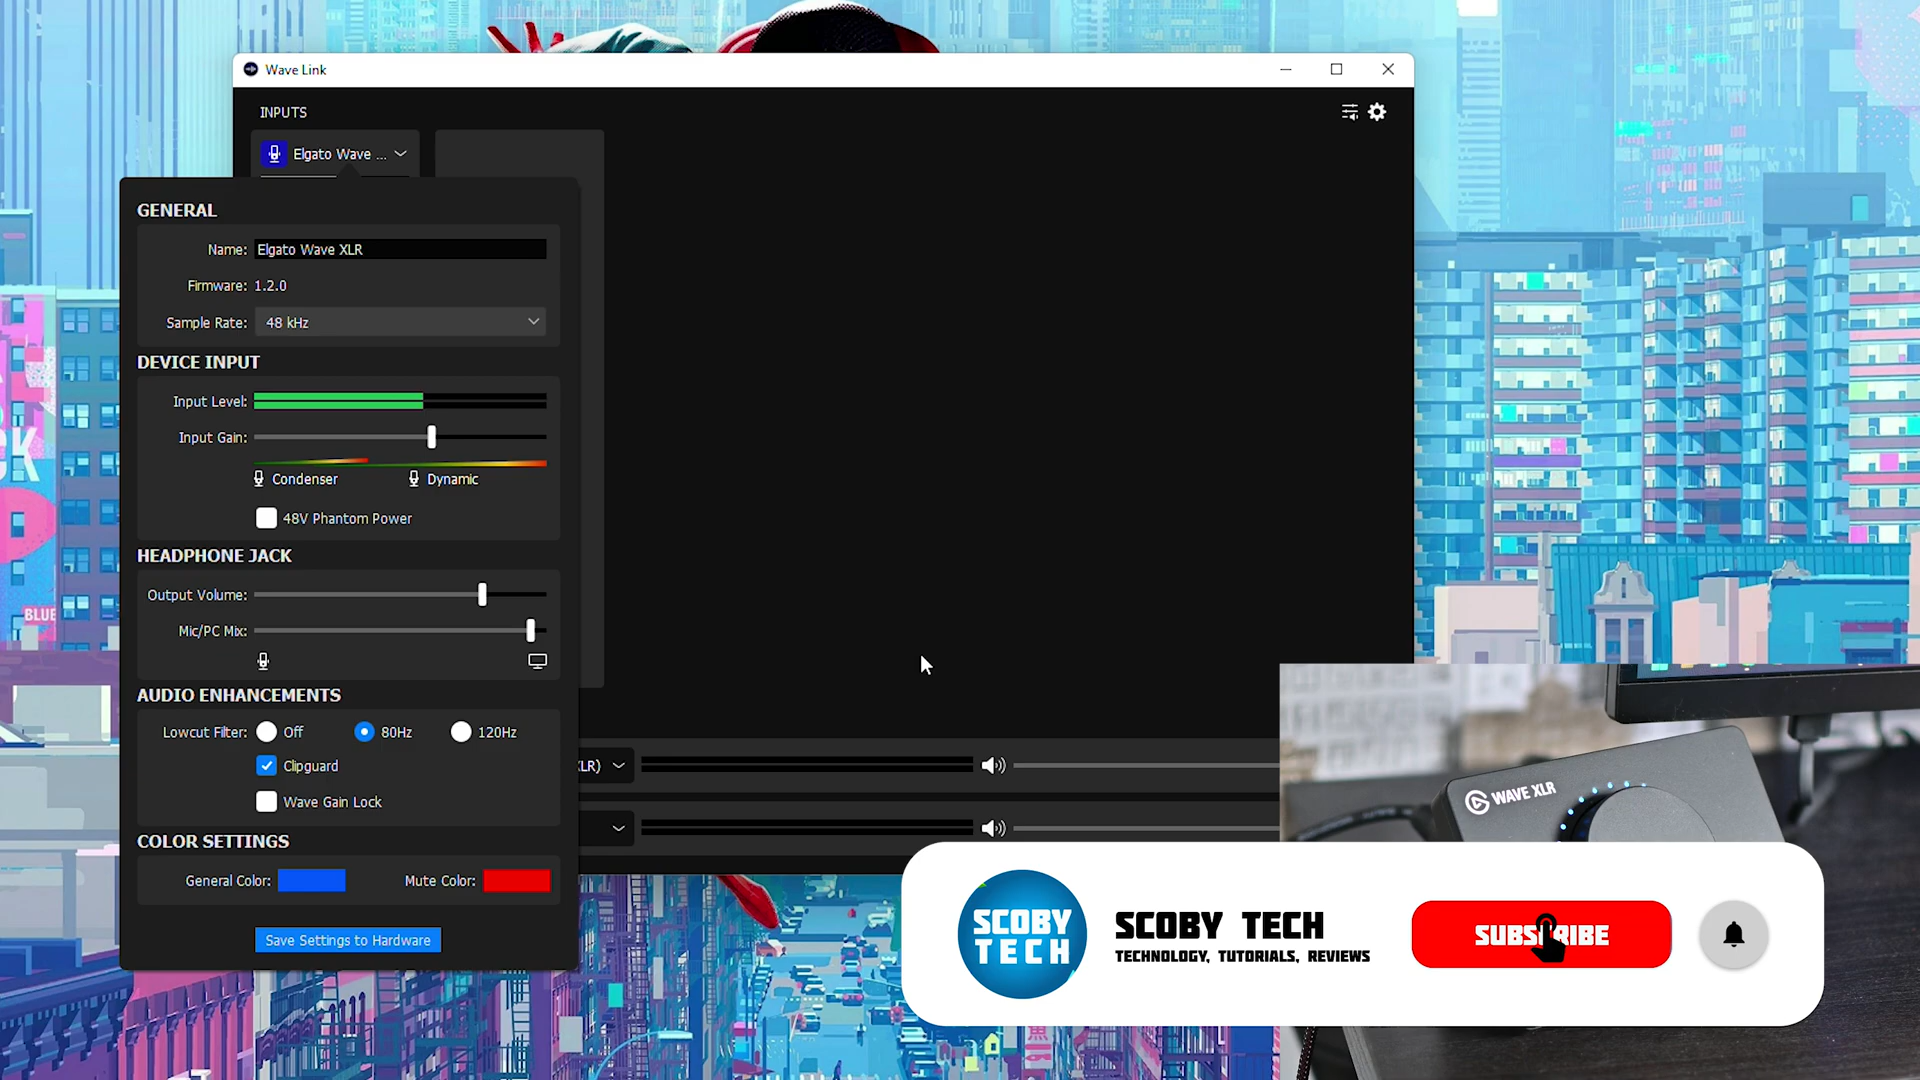 Wave Link
INPUTS
Elgato Wave ...
GENERAL
Name: Elgato Wave XLR
Firmware: 1.2.0
Sample Rate: 48 kHz
DEVICE INPUT
Input Level:
Input Gain:
Condenser Dynamic
48V Phantom Power
HEADPHONE JACK
Output Volume:
Mic/PC Mix:
AUDIO ENHANCEMENTS
Lowcut Filter: Off 80Hz 120Hz
Clipguard
Wave Gain Lock
COLOR SETTINGS
General Color: Mute Color:
Save Settings to Hardware
XLR)
BLUE
WAVE XLR
SCOBY
TECH
SCOBY TECH
TECHNOLOGY, TUTORIALS, REVIEWS
SUBSCRIBE